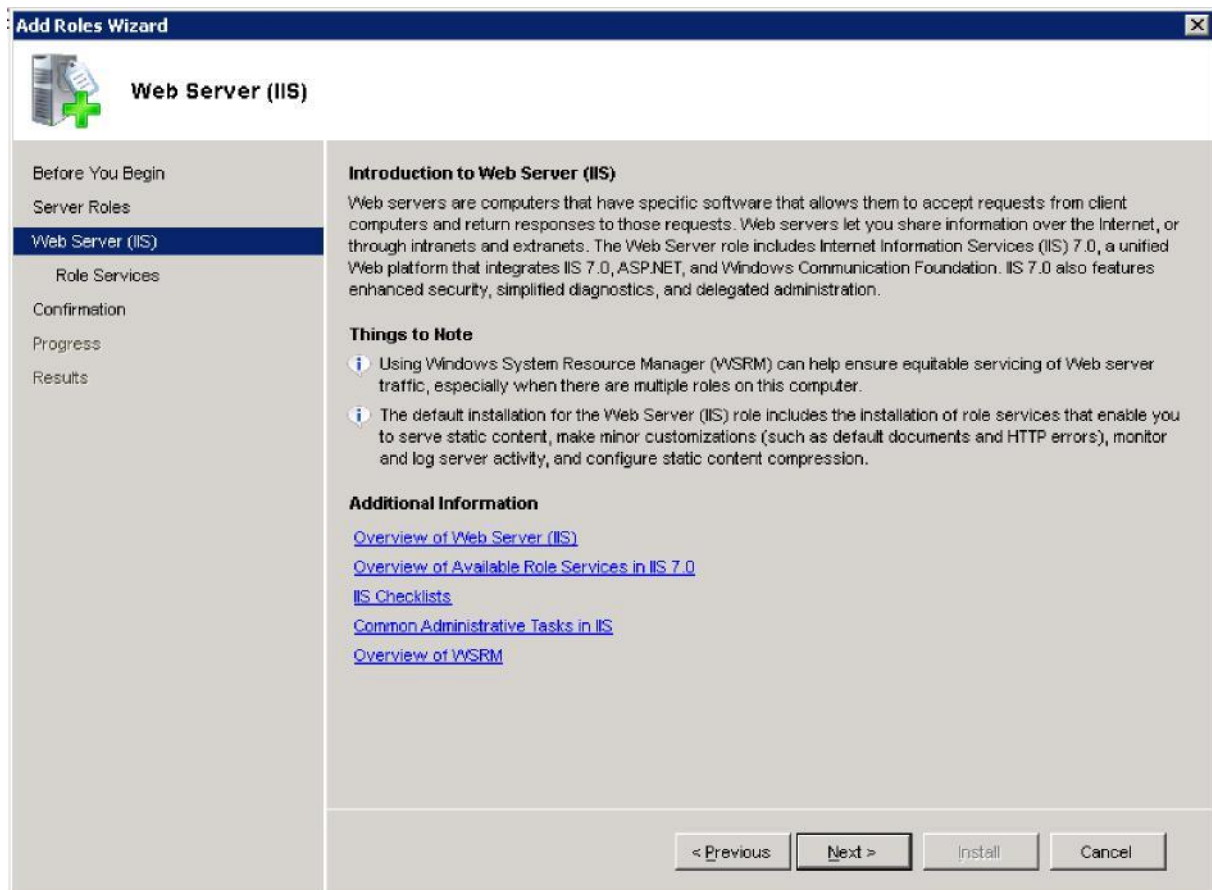 Add Roles Wizard
Web Server (IIS)
Before You Begin
Server Roles
Web Server (IIS)
Role Services
Confirmation
Progress
Results
Introduction to Web Server (IIS)
Web servers are computers that have specific software that allows them to accept requests from client
computers and return responses to those requests. Web servers let you share information over the Internet, or
through intranets and extranets. The Web Server role includes Internet Information Services (IIS) 7.0, a unified
Web platform that integrates IIS 7.0, ASP.NET, and Windows Communication Foundation. IIS 7.0 also features
enhanced security, simplified diagnostics, and delegated administration.
Things to Note
Using Windows System Resource Manager (WSRM) can help ensure equitable servicing of Web server
traffic, especially when there are multiple roles on this computer.
The default installation for the Web Server (IIS) role includes the installation of role services that enable you
to serve static content, make minor customizations (such as default documents and HTTP errors), monitor
and log server activity, and configure static content compression.
Additional Information
Overview of Web Server (IIS)
Overview of Available Role Services in IIS 7.0
IIS Checklists
Common Administrative Tasks in IIS
Overview of WSRM
< Previous Next > Install Cancel